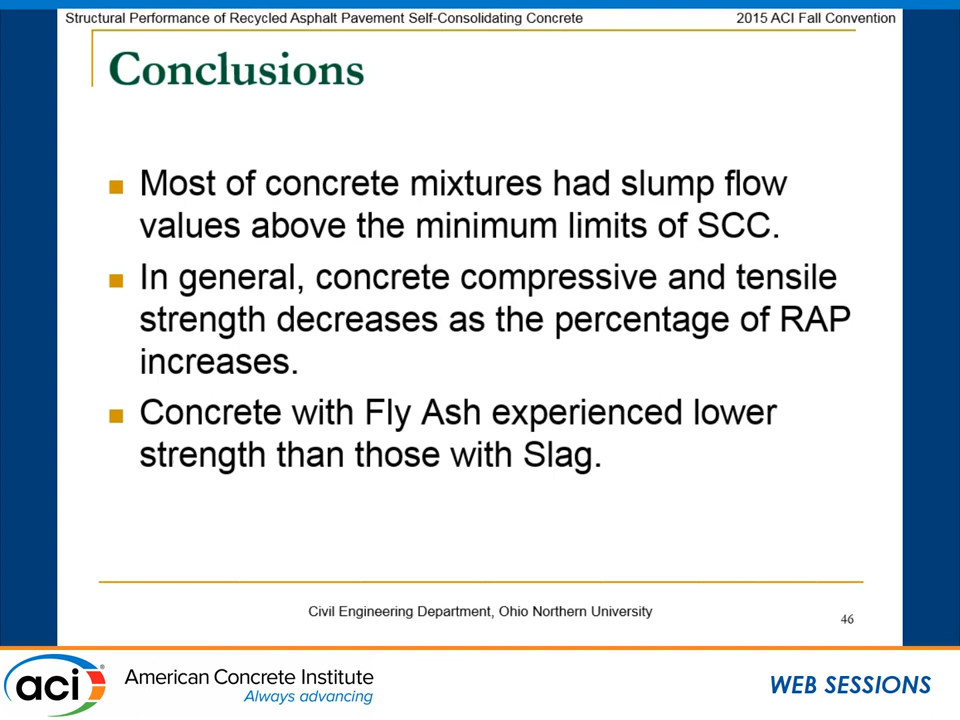 Structural Performance of Recycled Asphalt Pavement Self-Consolidating Concrete 2015 ACI Fall Convention
Conclusions
Most of concrete mixtures had slump flow
values above the minimum limits of SCC.
In general, concrete compressive and tensile
strength decreases as the percentage of RAP
increases.
Concrete with Fly Ash experienced lower
strength than those with Slag.
Civil Engineering Department, Ohio Northern University
46
aci® American Concrete Institute
Always advancing
WEB SESSIONS